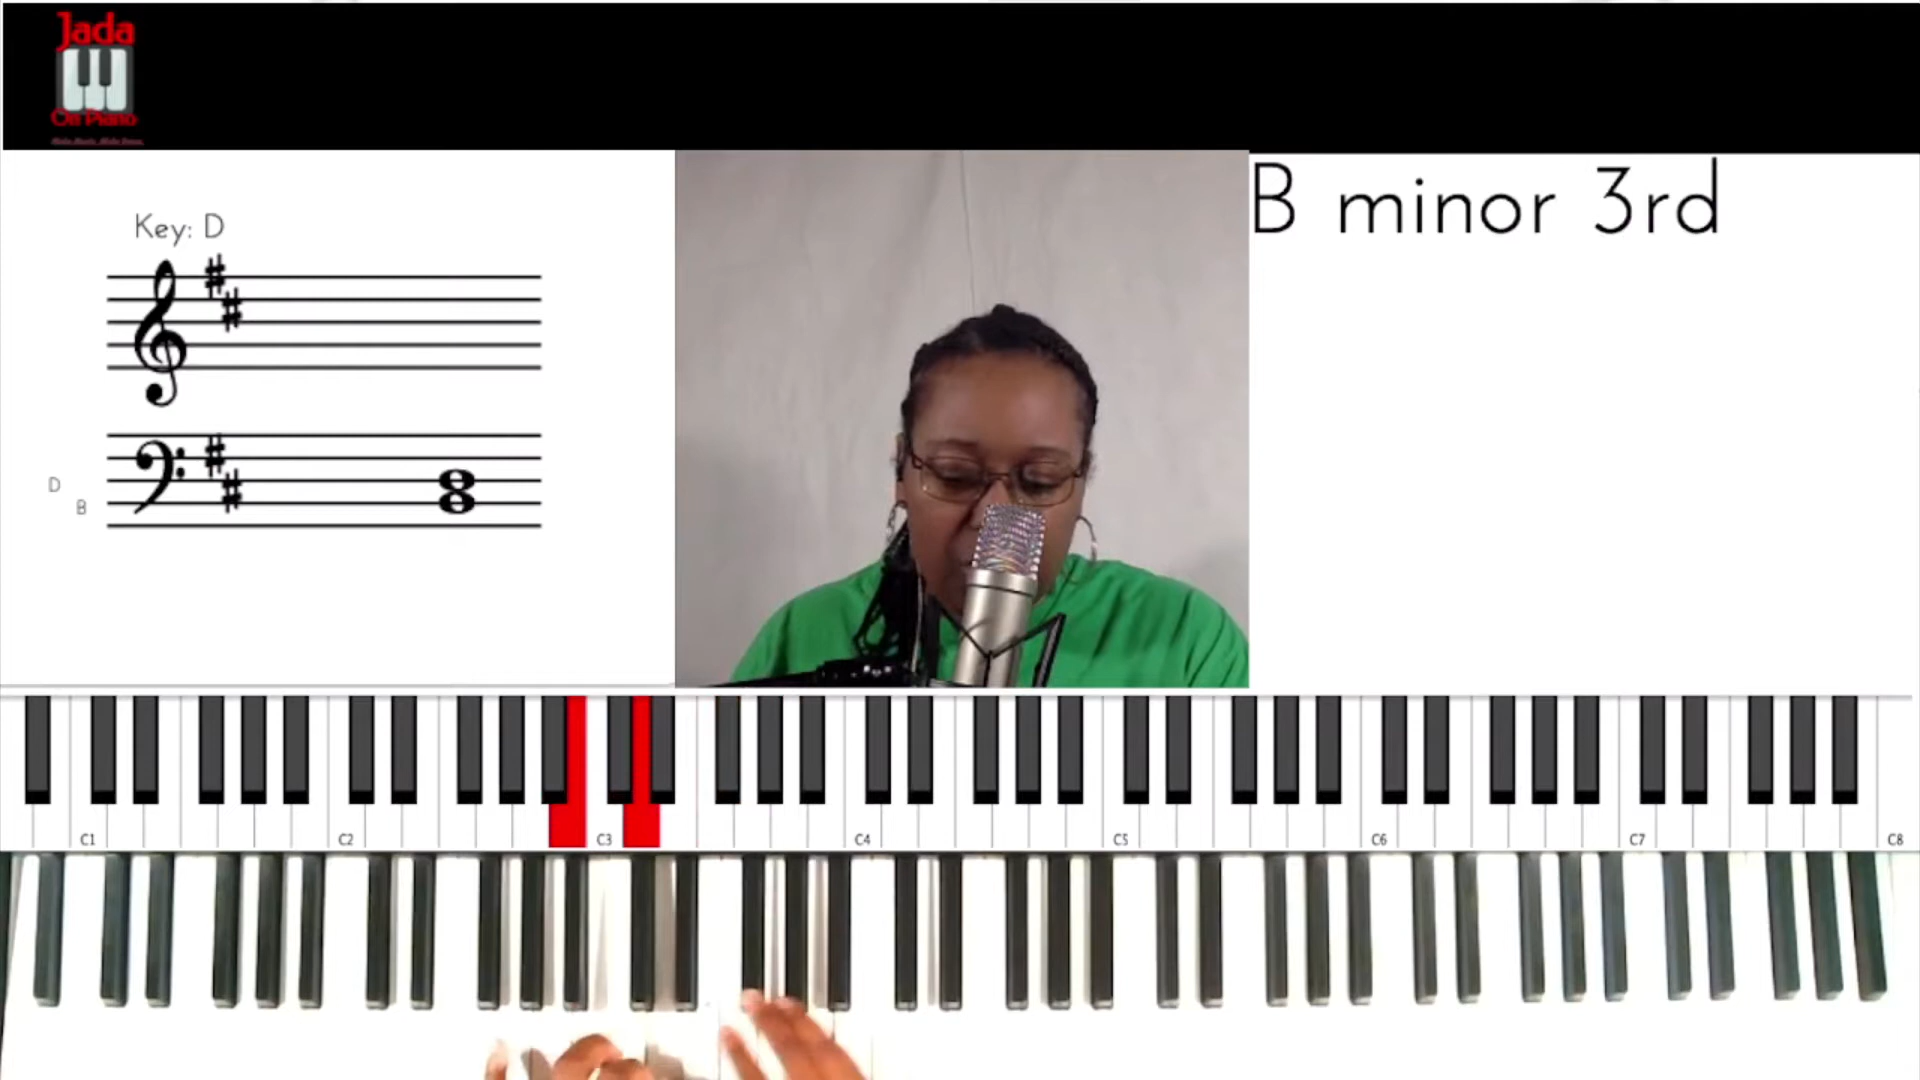 Jada
On Piano
B minor 3rd
Key: D
D
B
C1 C2 C3 C4 C5 C6 C7 C8